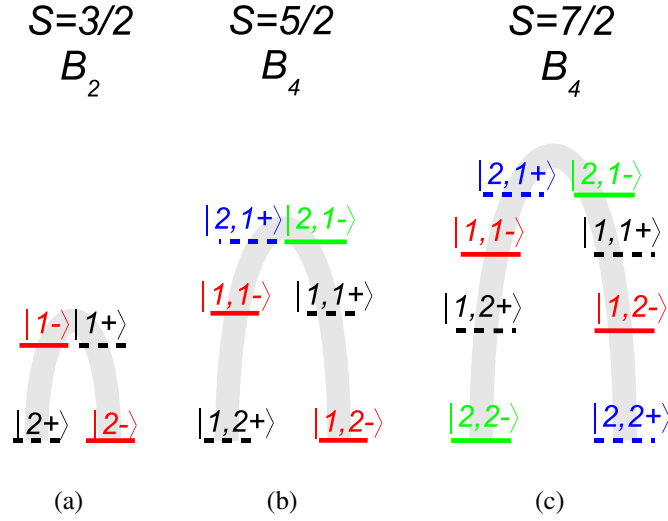 S=3/2 S=5/2 S=7/2
B₂ B₄ B₄
|2,1+⟩ |2,1-⟩
|2,1+⟩ |2,1-⟩ |1,1-⟩ |1,1+⟩
|1,1-⟩ |1,1+⟩ |1,2+⟩ |1,2-⟩
|1-⟩ |1+⟩
|2+⟩ |2-⟩ |1,2+⟩ |1,2-⟩ |2,2-⟩ |2,2+⟩
(a) (b) (c)